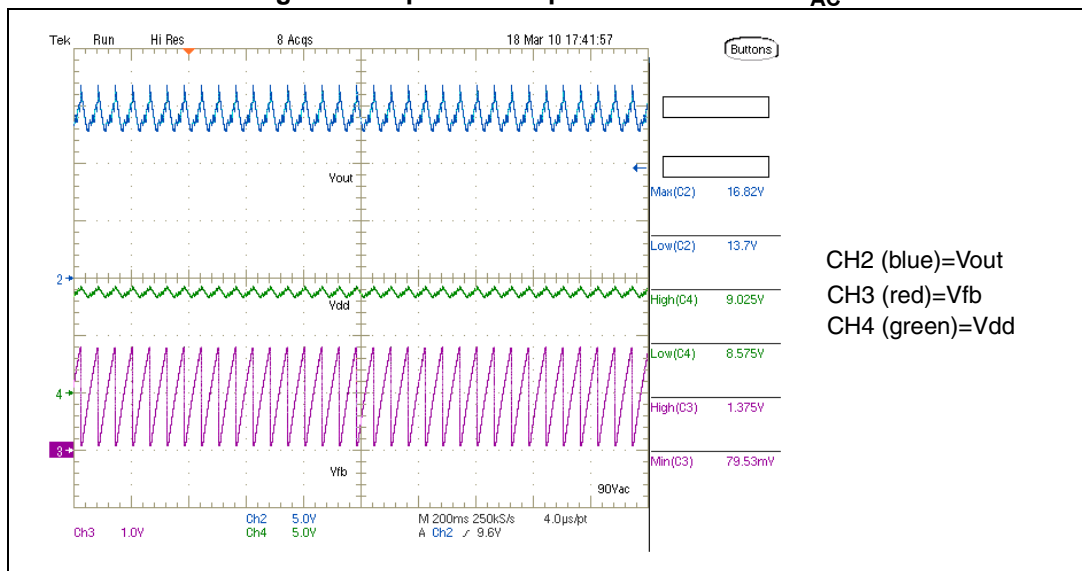 AC
Tek Run Hi Res 8 Acqs 18 Mar 10 17:41:57
Buttons
Vout
Max(C2) 16.82V
Low(C2) 13.7V
2
Vdd
High(C4) 9.025V
Low(C4) 8.575V
4
High(C3) 1.375V
3
Vfb
Min(C3) 79.53mV
90Vac
Ch2 5.0V M 200ms 250kS/s 4.0µs/pt
Ch3 1.0V Ch4 5.0V A Ch2 ∕ 9.6V
CH2 (blue)=Vout
CH3 (red)=Vfb
CH4 (green)=Vdd